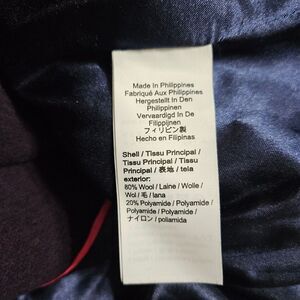 Made In Philippines
Fabriqué Aux Philippines
Hergestellt In Den
Philippinen
Vervaardigd In De
Filippijnen
フィリピン製
Hecho en Filipinas
Shell / Tissu Principal /
Tissu Principal / Tissu
Principal / 表地 / tela
exterior:
80% Wool / Laine / Wolle /
Wol / 毛 / lana
20% Polyamide / Polyamide /
Polyamide / Polyamide /
ナイロン / poliamida